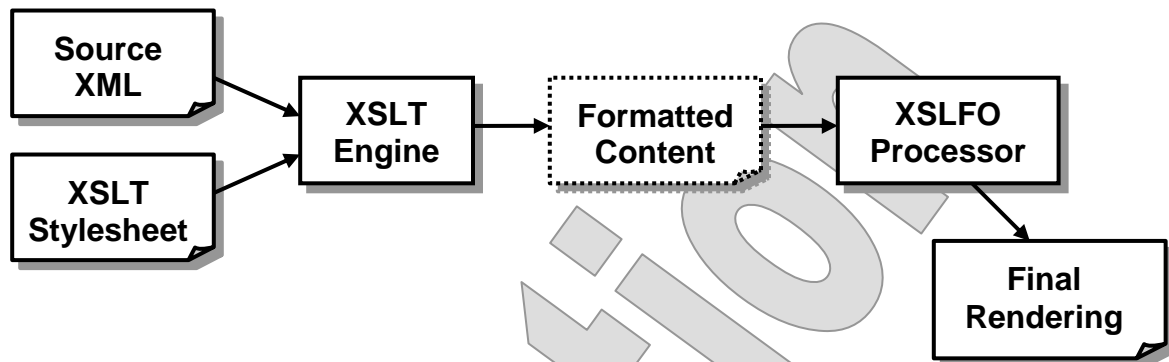 Source
XML
XSLT
Stylesheet
XSLT
Engine
Formatted
Content
XSLFO
Processor
Final
Rendering